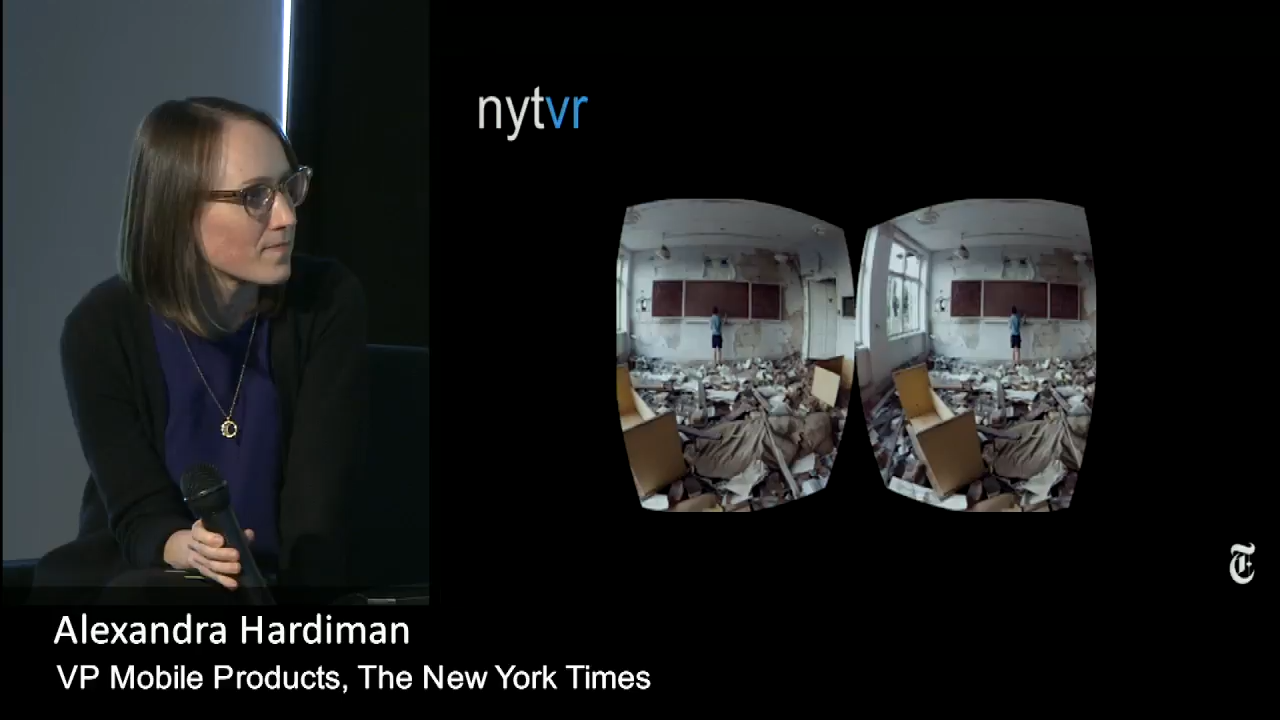 nytvr
T
Alexandra Hardiman
VP Mobile Products, The New York Times